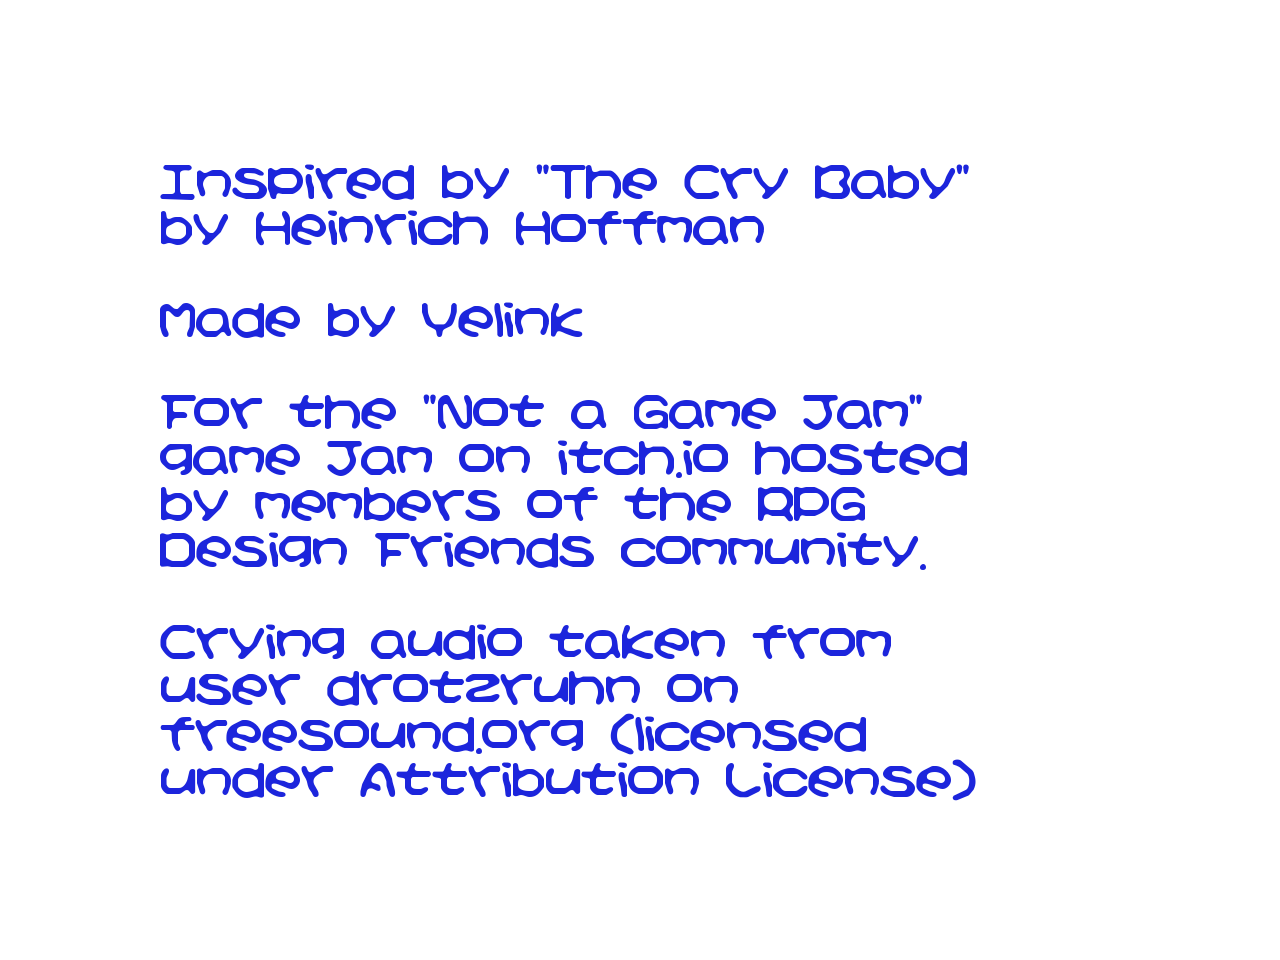 Inspired by "The Cry Baby"
by Heinrich Hoffman
Made by Yelink
For the "Not a Game Jam"
game Jam on itch.io hosted
by members of the RPG
Design Friends community.
Crying audio taken from
user drotzruhn on
freesound.org (licensed
under Attribution License)